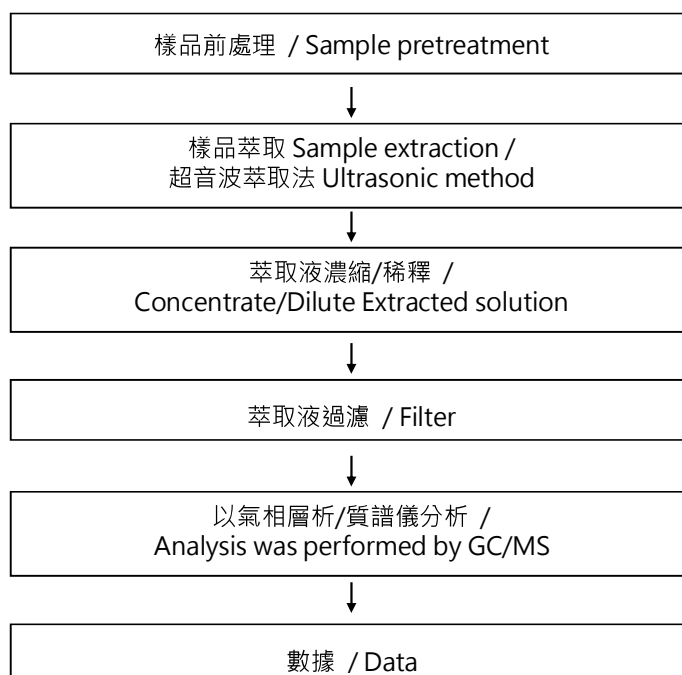 樣品前處理 / Sample pretreatment
樣品萃取 Sample extraction /
超音波萃取法 Ultrasonic method
萃取液濃縮/稀釋 /
Concentrate/Dilute Extracted solution
萃取液過濾 / Filter
以氣相層析/質譜儀分析 /
Analysis was performed by GC/MS
數據 / Data